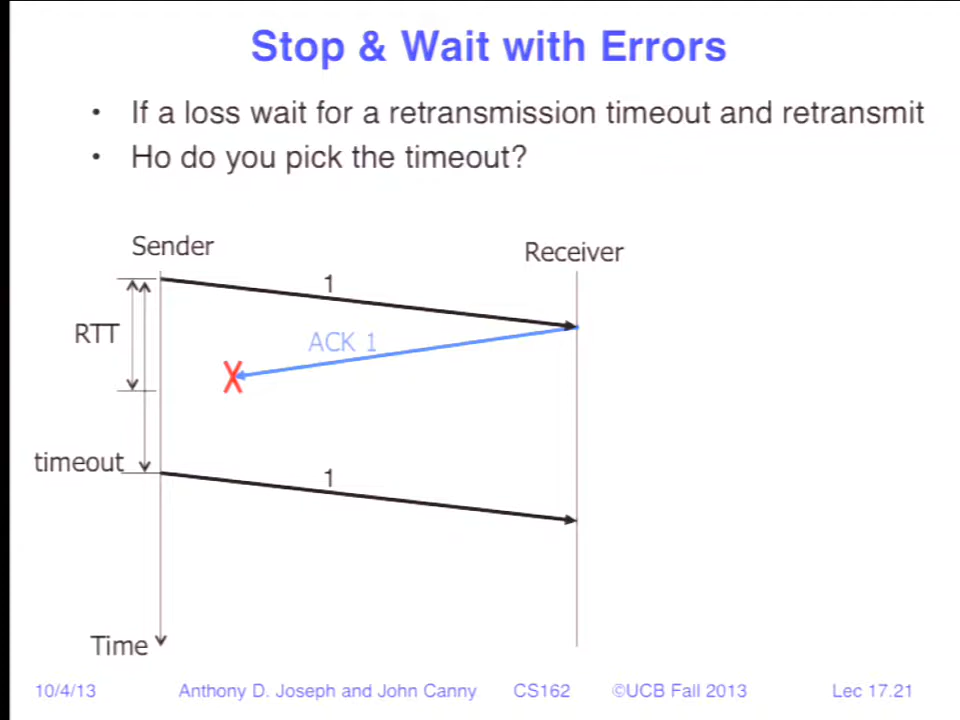 Stop & Wait with Errors
• If a loss wait for a retransmission timeout and retransmit
• Ho do you pick the timeout?
Sender
Receiver
1
RTT
ACK 1
X
timeout
1
Time
10/4/13 Anthony D. Joseph and John Canny CS162 ©UCB Fall 2013 Lec 17.21